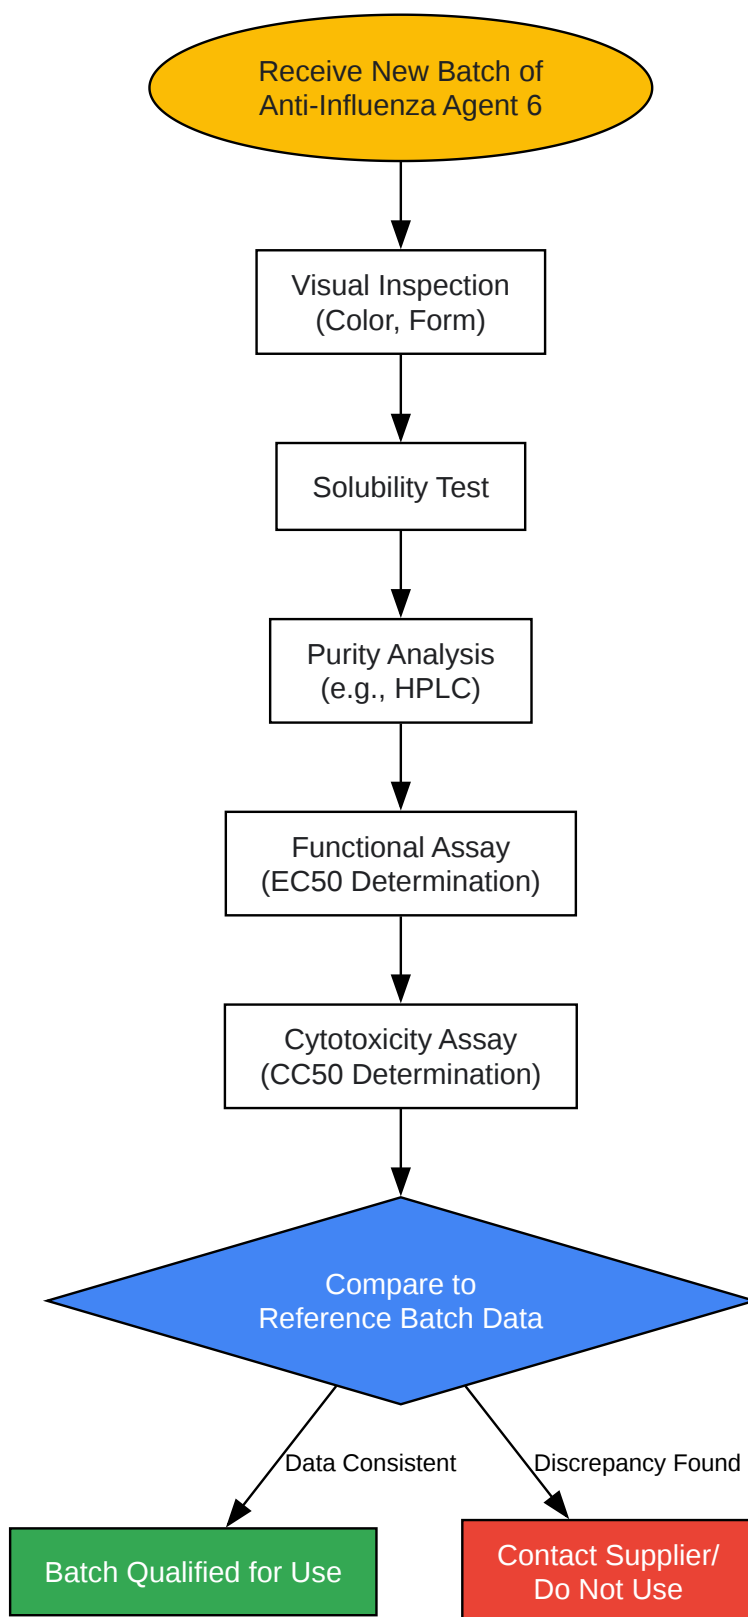 Receive New Batch of
Anti-Influenza Agent 6
Visual Inspection
(Color, Form)
Solubility Test
Purity Analysis
(e.g., HPLC)
Functional Assay
(EC50 Determination)
Cytotoxicity Assay
(CC50 Determination)
Compare to
Reference Batch Data
Data Consistent
Discrepancy Found
Batch Qualified for Use
Contact Supplier/
Do Not Use